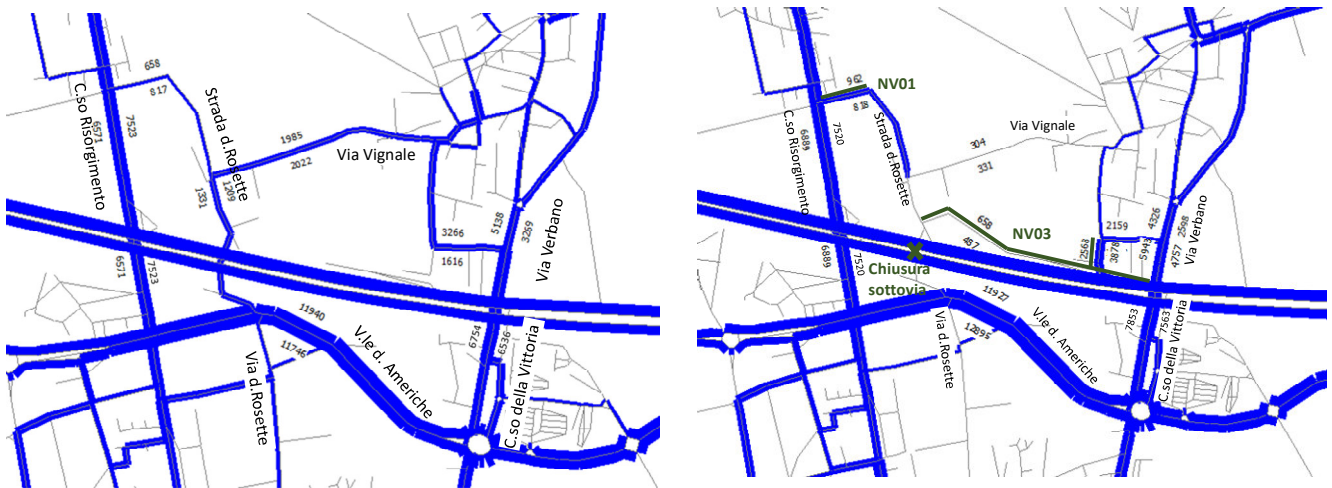 658
817
C.so Risorgimento
6571
7523
Strada d.Rosette
1985
2022
Via Vignale
1331
1209
3266
1616
5138
3269
Via Verbano
6571
7523
11940
11746
V.le d. Americhe
Via d.Rosette
6754
6536
C.so della Vittoria
962
NV01
818
C.so Risorgimento
6889
7520
Strada d.Rosette
Via Vignale
304
331
658
487
NV03
2159
2568
3878
5943
4326
2598
4757
Via Verbano
6889
7520
Chiusura
sottovia
11927
12895
V.le d. Americhe
Via d.Rosette
7853
7563
C.so della Vittoria